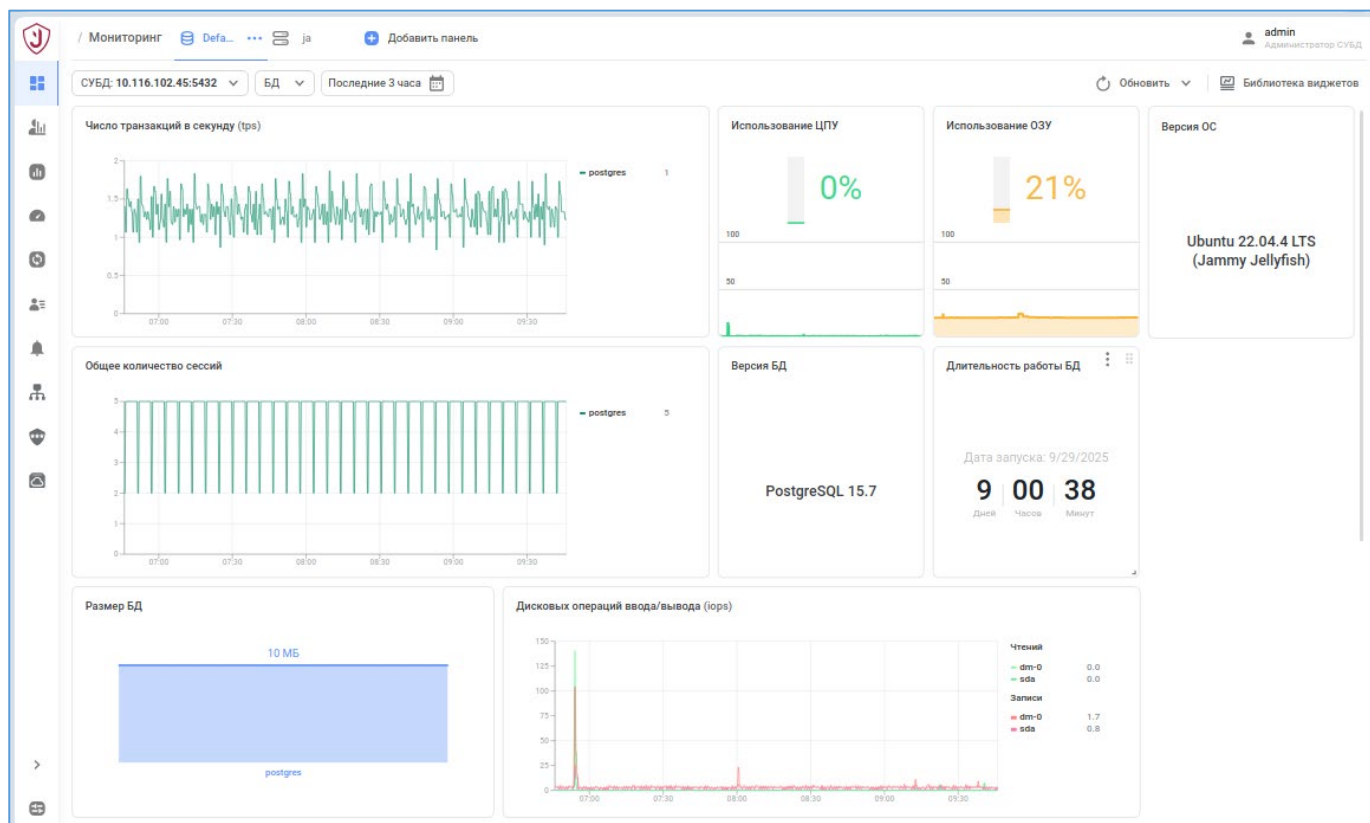 / Мониторинг Defa... ja Добавить панель
admin
Администратор СУБД
СУБД: 10.116.102.45:5432 БД Последние 3 часа Обновить Библиотека виджетов
Число транзакций в секунду (tps)
2
1.5
1
0.5
0
07:00 07:30 08:00 08:30 09:00 09:30
postgres 1
Использование ЦПУ
0%
100
50
Использование ОЗУ
21%
100
50
Версия ОС
Ubuntu 22.04.4 LTS
(Jammy Jellyfish)
Общее количество сессий
5
4
3
2
1
0
07:00 07:30 08:00 08:30 09:00 09:30
postgres 5
Версия БД
PostgreSQL 15.7
Длительность работы БД
Дата запуска: 9/29/2025
9 00 38
Дней Часов Минут
Размер БД
10 МБ
postgres
Дисковых операций ввода/вывода (iops)
150
125
100
75
50
25
0
07:00 07:30 08:00 08:30 09:00 09:30
Чтений
dm-0 0.0
sda 0.0
Записи
dm-0 1.7
sda 0.8